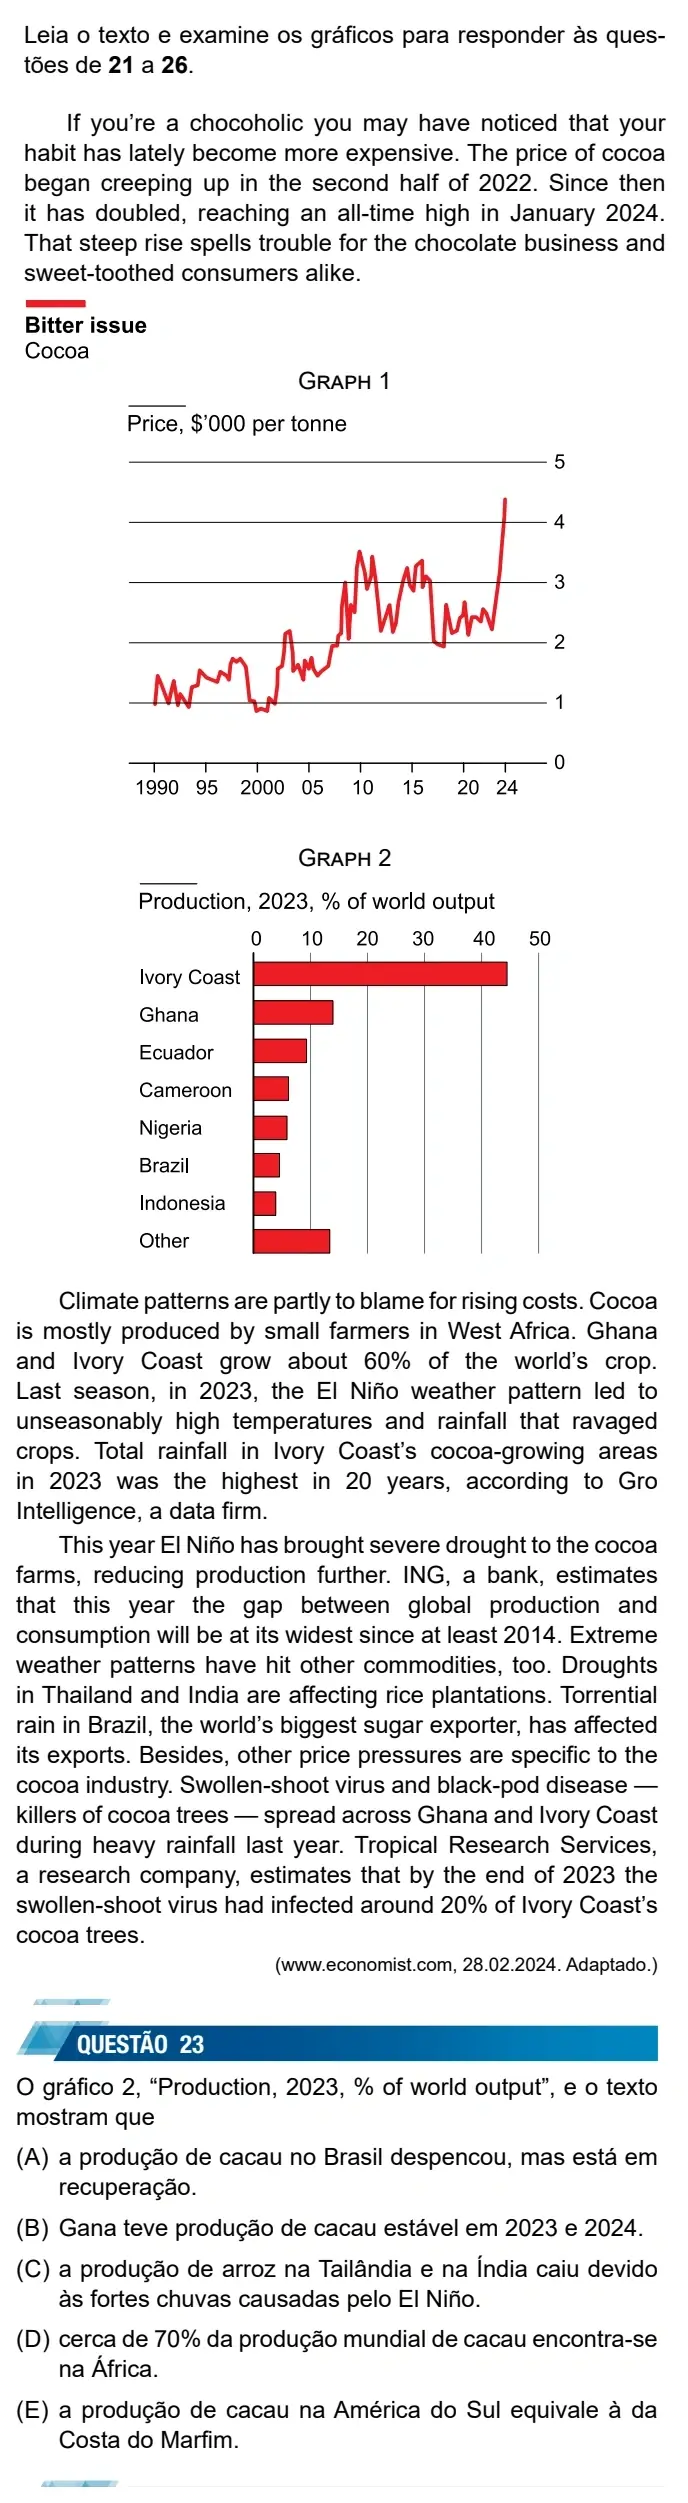 Leia o texto e examine os gráficos para responder às ques-
tões de 21 a 26.
If you’re a chocoholic you may have noticed that your
habit has lately become more expensive. The price of cocoa
began creeping up in the second half of 2022. Since then
it has doubled, reaching an all-time high in January 2024.
That steep rise spells trouble for the chocolate business and
sweet-toothed consumers alike.
Bitter issue
Cocoa
GRAPH 1
Price, $’000 per tonne
5
4
3
2
1
0
1990 95 2000 05 10 15 20 24
GRAPH 2
Production, 2023, % of world output
0 10 20 30 40 50
Ivory Coast
Ghana
Ecuador
Cameroon
Nigeria
Brazil
Indonesia
Other
Climate patterns are partly to blame for rising costs. Cocoa
is mostly produced by small farmers in West Africa. Ghana
and Ivory Coast grow about 60% of the world’s crop.
Last season, in 2023, the El Niño weather pattern led to
unseasonably high temperatures and rainfall that ravaged
crops. Total rainfall in Ivory Coast’s cocoa-growing areas
in 2023 was the highest in 20 years, according to Gro
Intelligence, a data firm.
This year El Niño has brought severe drought to the cocoa
farms, reducing production further. ING, a bank, estimates
that this year the gap between global production and
consumption will be at its widest since at least 2014. Extreme
weather patterns have hit other commodities, too. Droughts
in Thailand and India are affecting rice plantations. Torrential
rain in Brazil, the world’s biggest sugar exporter, has affected
its exports. Besides, other price pressures are specific to the
cocoa industry. Swollen-shoot virus and black-pod disease —
killers of cocoa trees — spread across Ghana and Ivory Coast
during heavy rainfall last year. Tropical Research Services,
a research company, estimates that by the end of 2023 the
swollen-shoot virus had infected around 20% of Ivory Coast’s
cocoa trees.
(www.economist.com, 28.02.2024. Adaptado.)
QUESTÃO 23
O gráfico 2, “Production, 2023, % of world output”, e o texto
mostram que
(A) a produção de cacau no Brasil despencou, mas está em
recuperação.
(B) Gana teve produção de cacau estável em 2023 e 2024.
(C) a produção de arroz na Tailândia e na Índia caiu devido
às fortes chuvas causadas pelo El Niño.
(D) cerca de 70% da produção mundial de cacau encontra-se
na África.
(E) a produção de cacau na América do Sul equivale à da
Costa do Marfim.